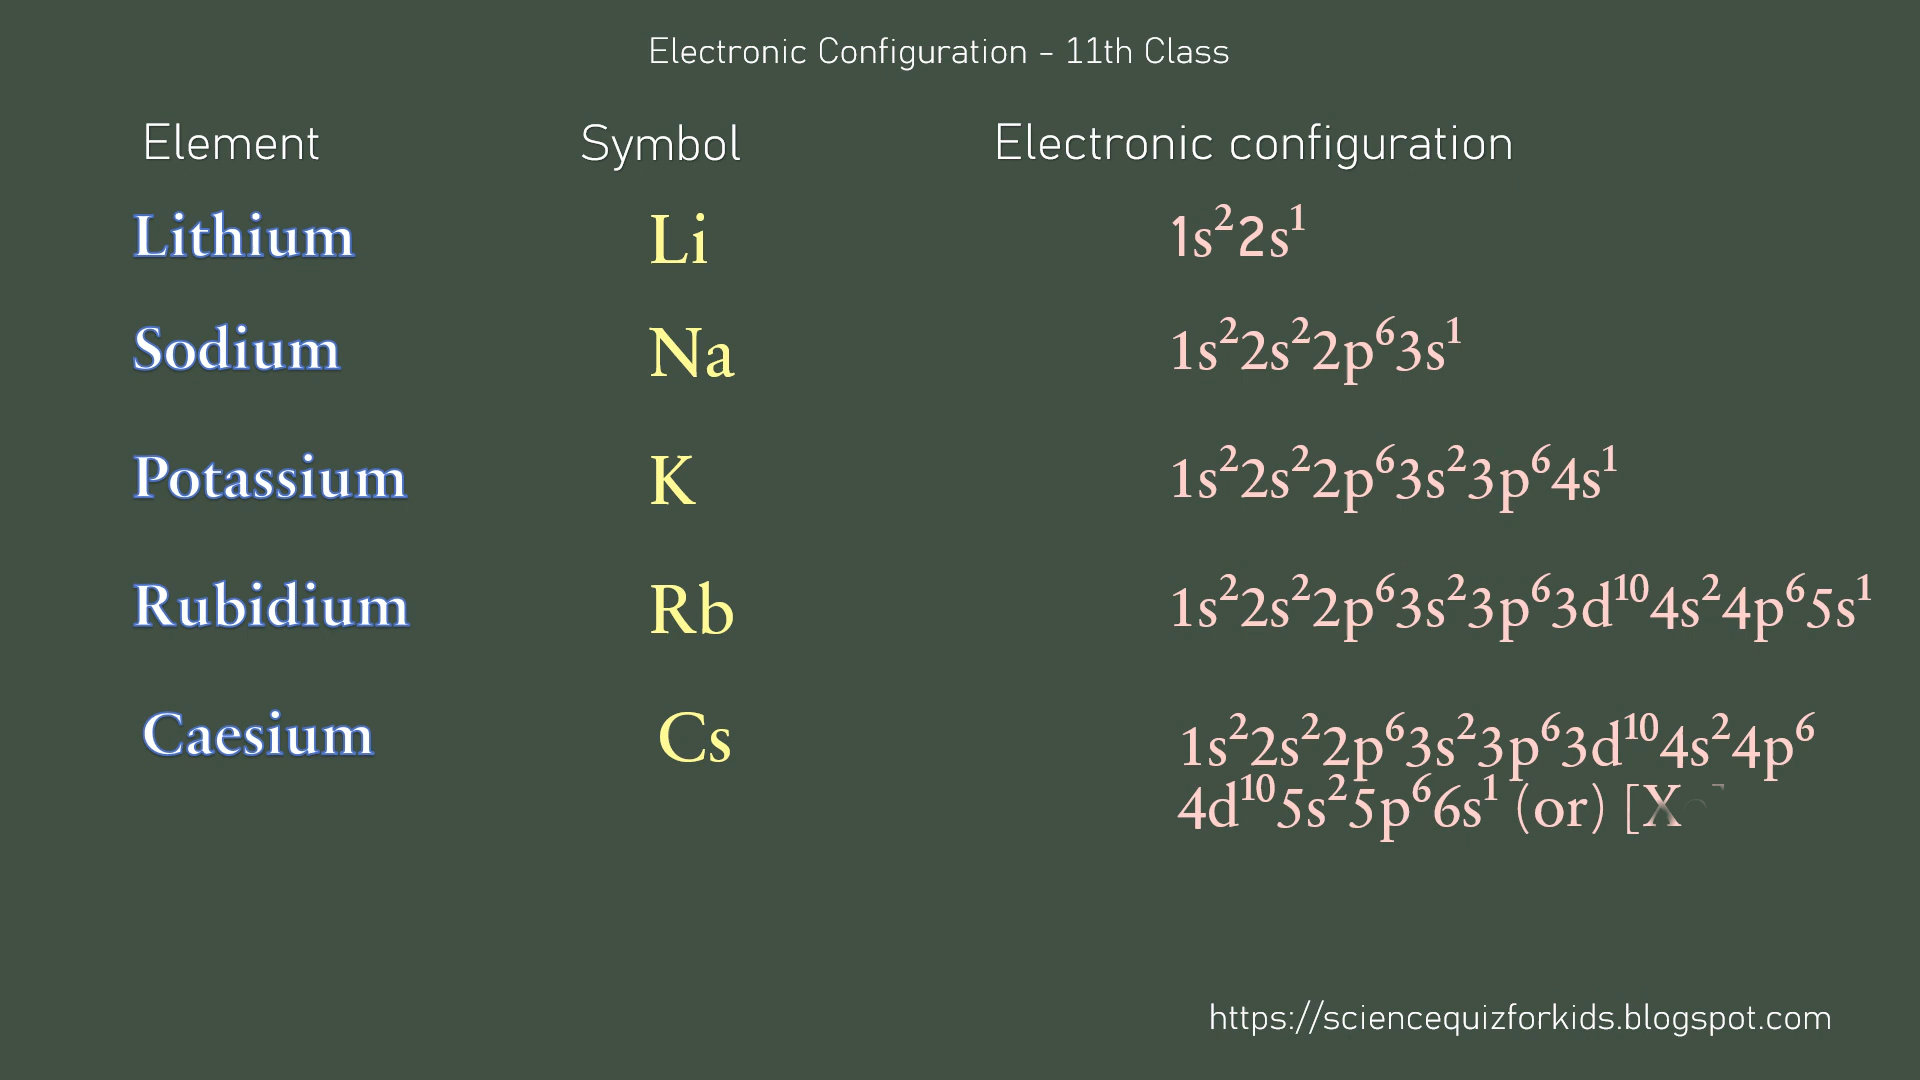 Electronic Configuration - 11th Class
Element Symbol Electronic configuration
Lithium Li 1s²2s¹
Sodium Na 1s²2s²2p⁶3s¹
Potassium K 1s²2s²2p⁶3s²3p⁶4s¹
Rubidium Rb 1s²2s²2p⁶3s²3p⁶3d¹⁰4s²4p⁶5s¹
Caesium Cs 1s²2s²2p⁶3s²3p⁶3d¹⁰4s²4p⁶
4d¹⁰5s²5p⁶6s¹ (or) [X
https://sciencequizforkids.blogspot.com